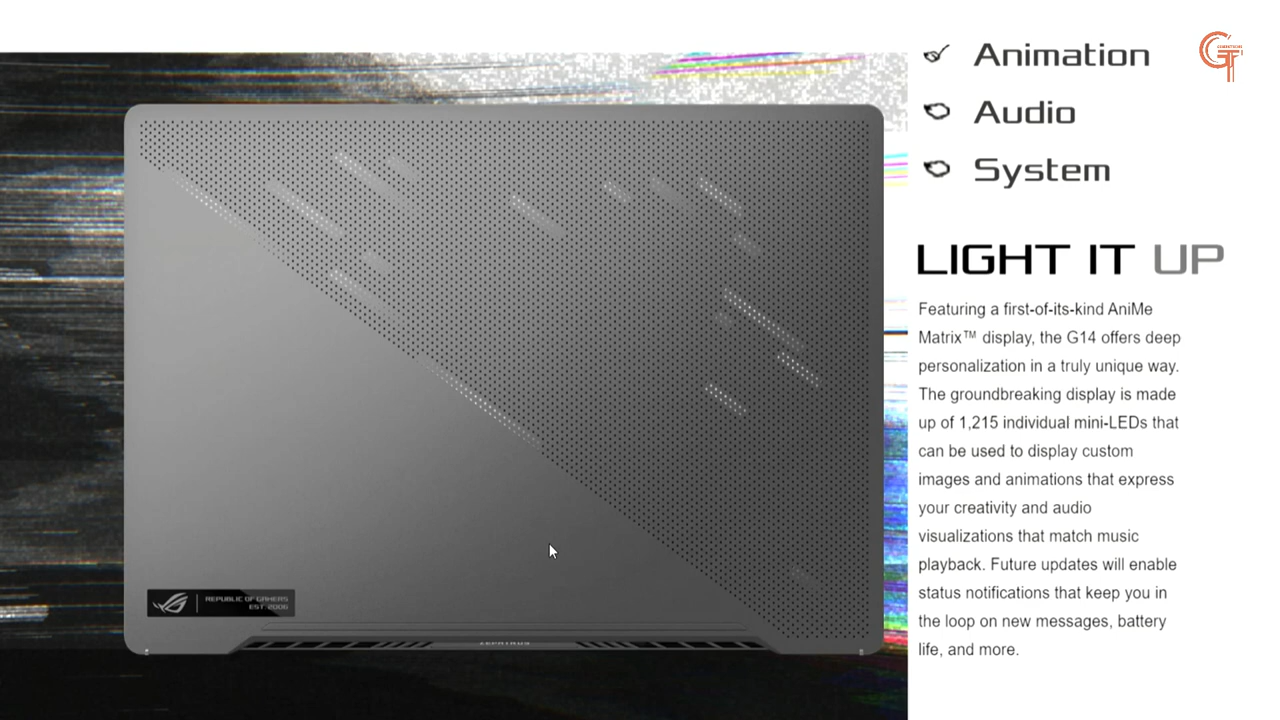 Animation
Audio
System
LIGHT IT UP
Featuring a first-of-its-kind AniMe
Matrix™ display, the G14 offers deep
personalization in a truly unique way.
The groundbreaking display is made
up of 1,215 individual mini-LEDs that
can be used to display custom
images and animations that express
your creativity and audio
visualizations that match music
playback. Future updates will enable
status notifications that keep you in
the loop on new messages, battery
life, and more.
REPUBLIC OF GAMERS
EST. 2006
ZEPHYRUS